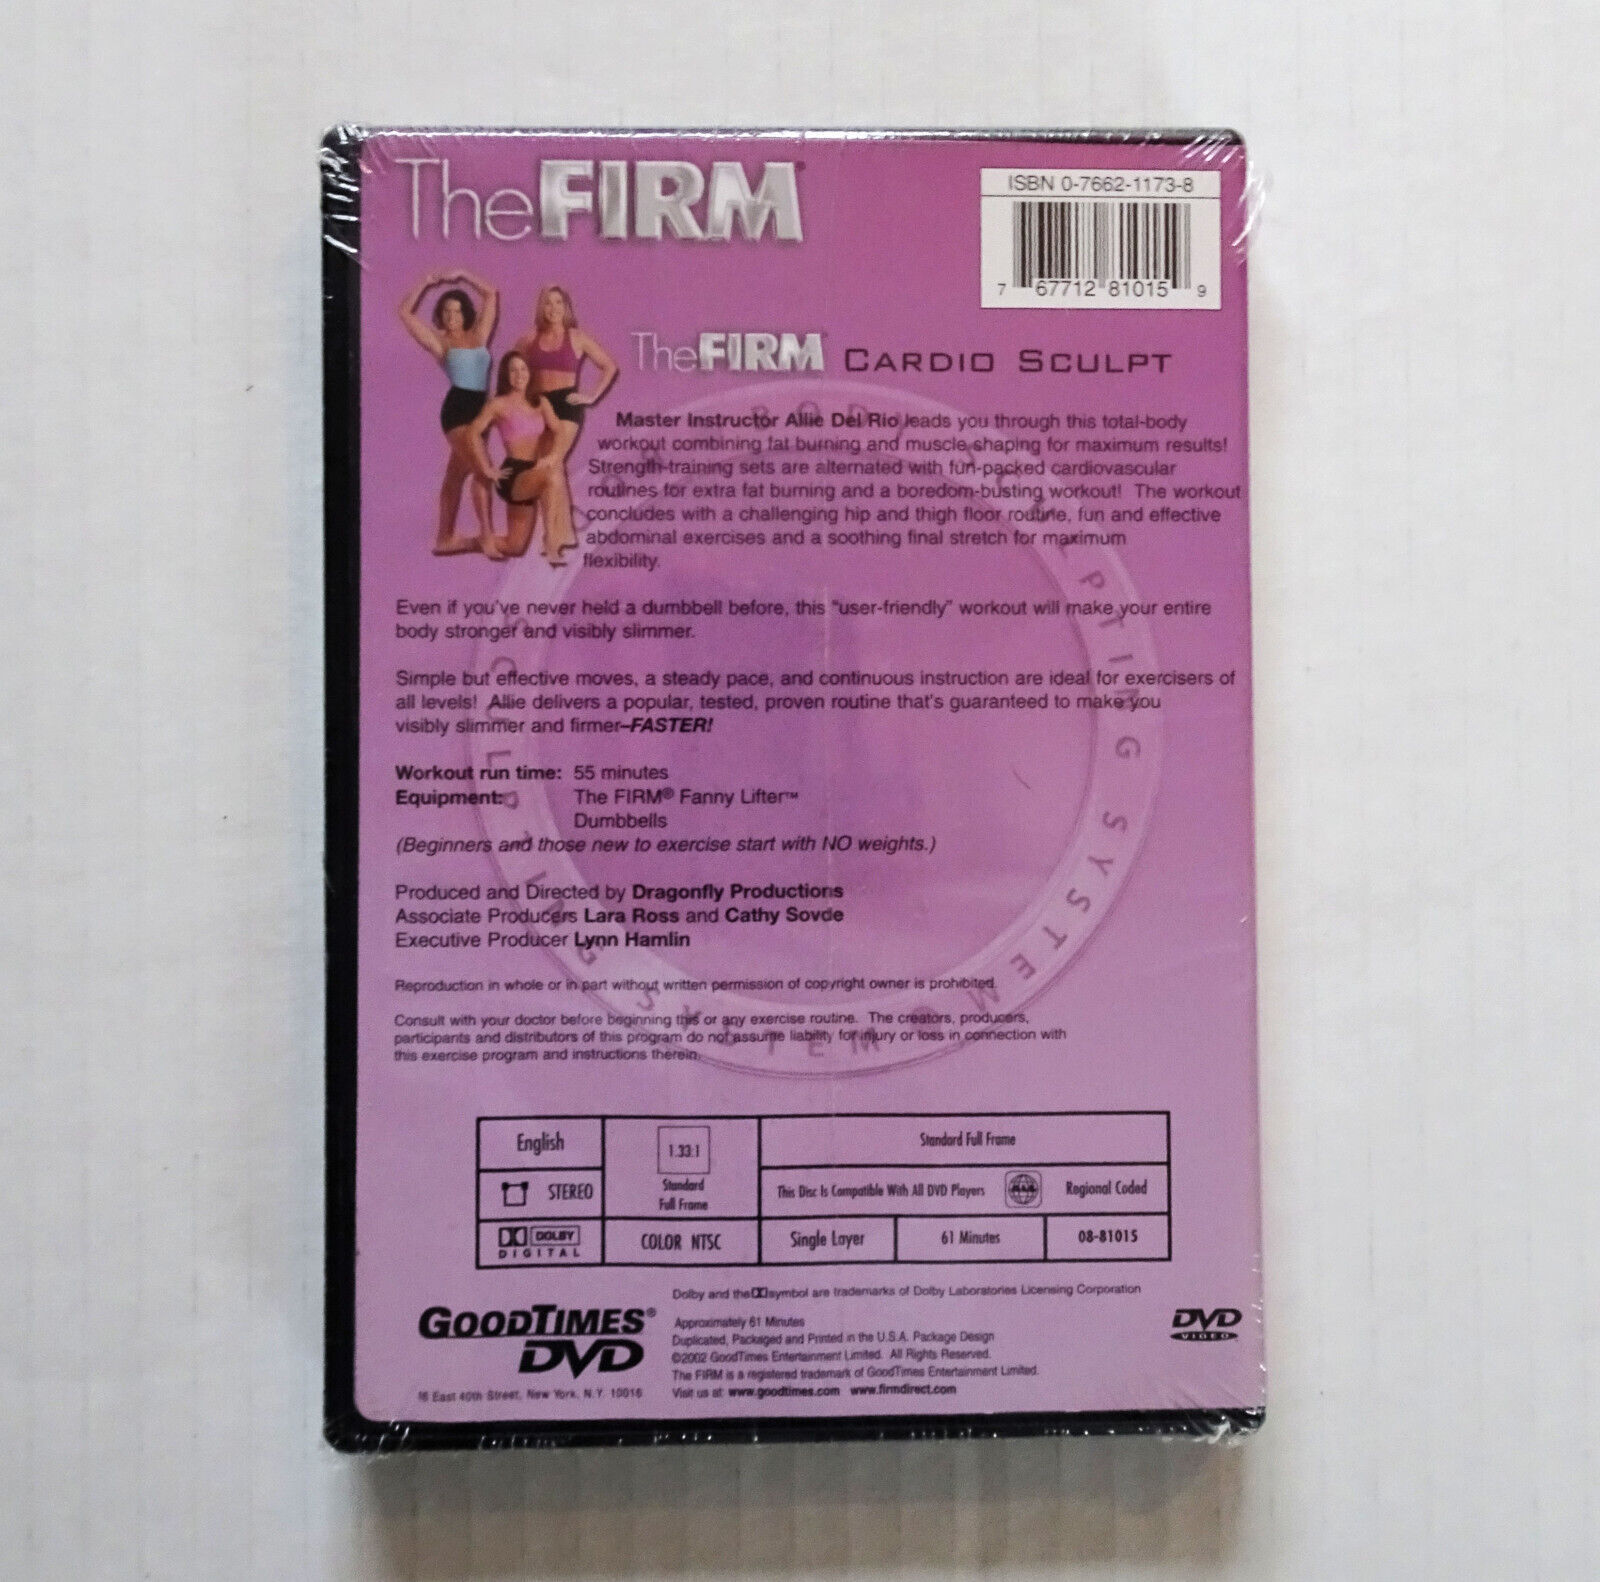 The FIRM®
ISBN 0-7662-1173-8
7 67712 81015 9
The FIRM® CARDIO SCULPT
Master Instructor Allie Del Rio leads you through this total-body
workout combining fat burning and muscle shaping for maximum results!
Strength-training sets are alternated with fun-packed cardiovascular
routines for extra fat burning and a boredom-busting workout! The workout
concludes with a challenging hip and thigh floor routine, fun and effective
abdominal exercises and a soothing final stretch for maximum
flexibility.
Even if you've never held a dumbbell before, this "user-friendly" workout will make your entire
body stronger and visibly slimmer.
Simple but effective moves, a steady pace, and continuous instruction are ideal for exercisers of
all levels! Allie delivers a popular, tested, proven routine that's guaranteed to make you
visibly slimmer and firmer–FASTER!
Workout run time: 55 minutes
Equipment: The FIRM® Fanny Lifter™
Dumbbells
(Beginners and those new to exercise start with NO weights.)
Produced and Directed by Dragonfly Productions
Associate Producers Lara Ross and Cathy Sovde
Executive Producer Lynn Hamlin
Reproduction in whole or in part without written permission of copyright owner is prohibited.
Consult with your doctor before beginning this or any exercise routine. The creators, producers,
participants and distributors of this program do not assume liability for injury or loss in connection with
this exercise program and instructions therein.
BODY SCULPTING SYSTEM
BODY SCULPTING SYSTEM
English
1.33:1
Standard
Full Frame
Standard Full Frame
STEREO
This Disc Is Compatible With All DVD Players
Regional Coded
DOLBY
DIGITAL
COLOR NTSC
Single Layer
61 Minutes
08-81015
Dolby and the symbol are trademarks of Dolby Laboratories Licensing Corporation
GOODTIMES®
DVD
16 East 40th Street, New York, N.Y. 10016
Approximately 61 Minutes
Duplicated, Packaged and Printed in the U.S.A. Package Design
©2002 GoodTimes Entertainment Limited. All Rights Reserved.
The FIRM is a registered trademark of GoodTimes Entertainment Limited.
Visit us at: www.goodtimes.com www.firmdirect.com
DVD
VIDEO